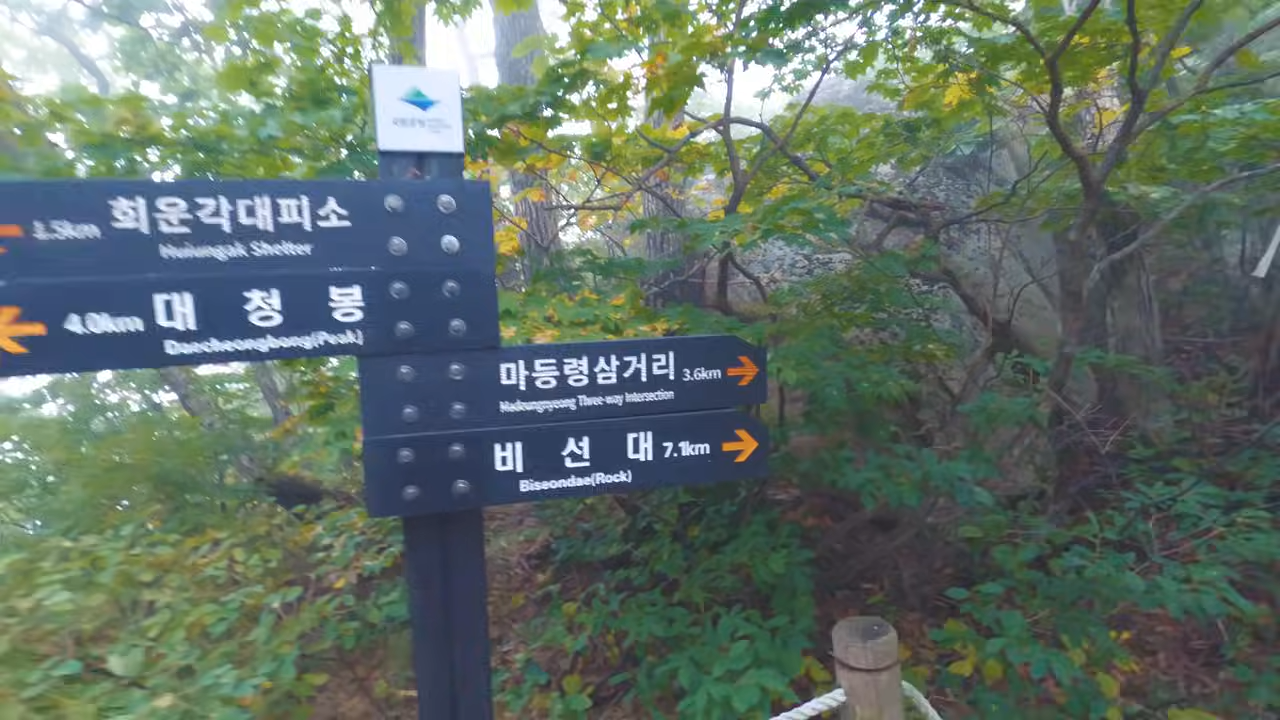 희운각대피소
Huiungak Shelter
4.0km 대 청 봉
Daecheongbong(Peak)
마등령삼거리 3.6km
Madeungnyeong Three-way Intersection
비 선 대 7.1km
Biseondae(Rock)